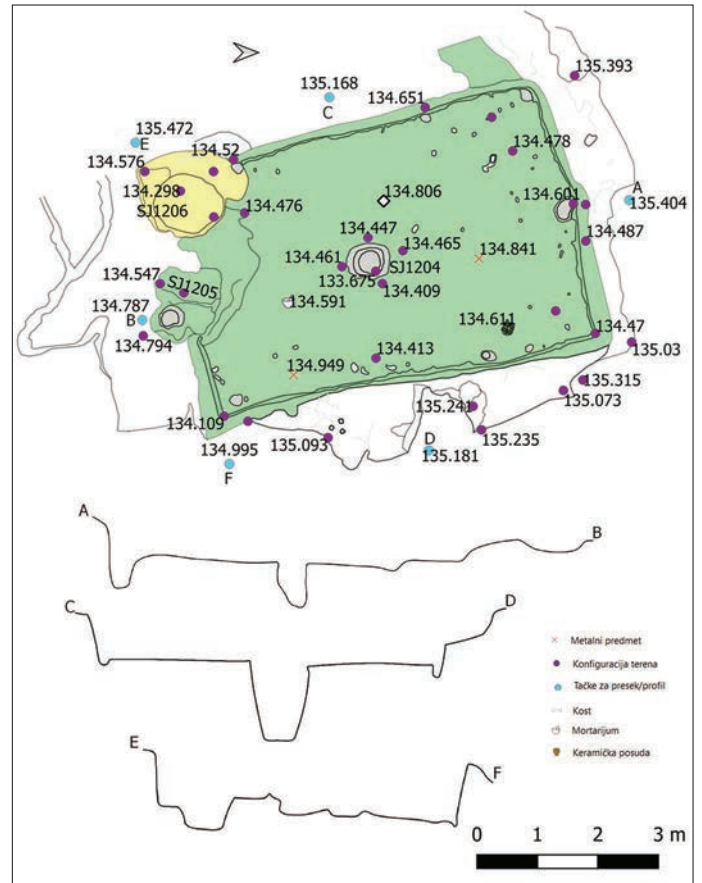 135.393
135.168
C
134.651
135.472
E
134.576
134.52
134.478
134.298
SJ1206
134.476
134.806
134.601
A
135.404
134.447
134.487
134.465
134.461
SJ1204
134.841
133.675
134.409
134.547
SJ1205
134.591
134.787
B
134.611
134.47
134.794
135.03
134.413
134.949
135.315
135.073
134.109
135.241
135.093
135.235
134.995
F
D
135.181
A
B
C
D
E
F
Metalni predmet
Konfiguracija terena
Tačke za presek/profil
Kost
Mortarijum
Keramička posuda
0 1 2 3 m